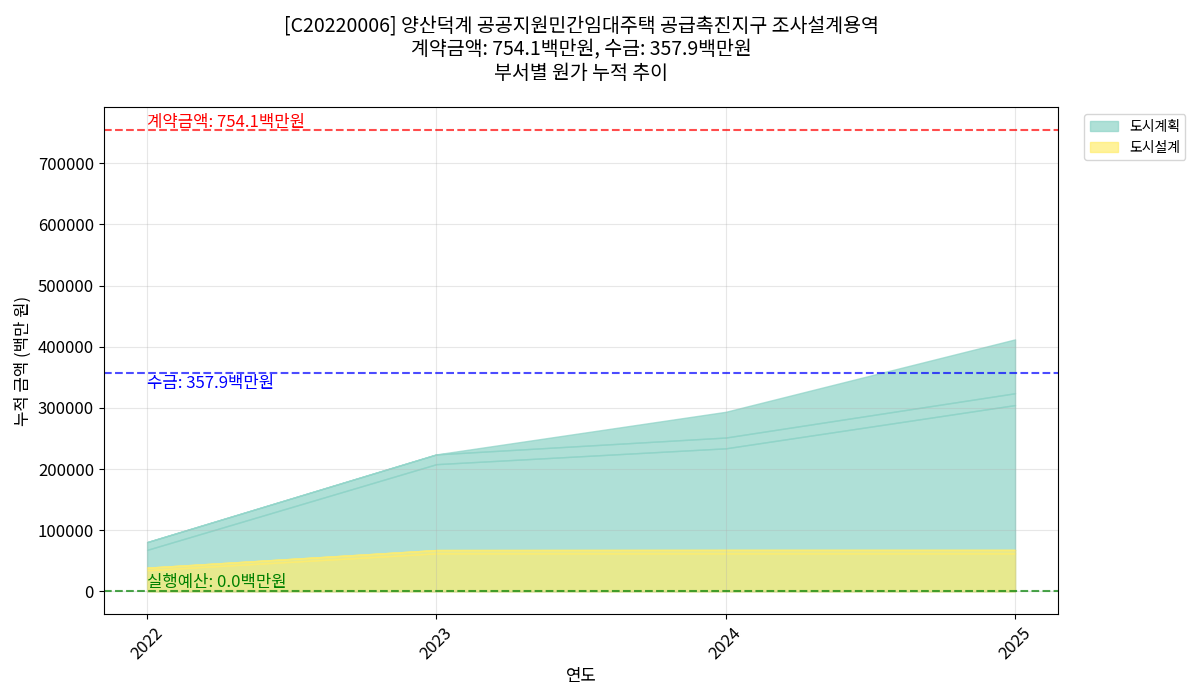 [C20220006] 양산덕계 공공지원민간임대주택 공급촉진지구 조사설계용역
계약금액: 754.1백만원, 수금: 357.9백만원
부서별 원가 누적 추이
계약금액: 754.1백만원
도시계획
도시설계
700000
600000
500000
400000
300000
200000
100000
0
누적 금액 (백만 원)
수금: 357.9백만원
실행예산: 0.0백만원
2022
2023
2024
2025
연도